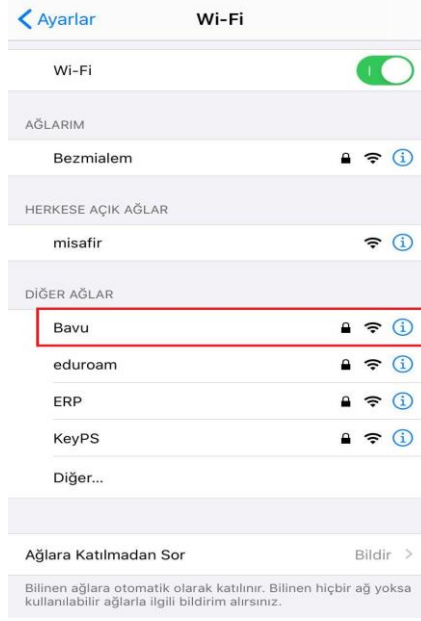 Ayarlar Wi-Fi
Wi-Fi
AĞLARIM
Bezmialem
HERKESE AÇIK AĞLAR
misafir
DİĞER AĞLAR
Bavu
eduroam
ERP
KeyPS
Diğer...
Ağlara Katılmadan Sor Bildir
Bilinen ağlara otomatik olarak katılınır. Bilinen hiçbir ağ yoksa
kullanılabilir ağlarla ilgili bildirim alırsınız.